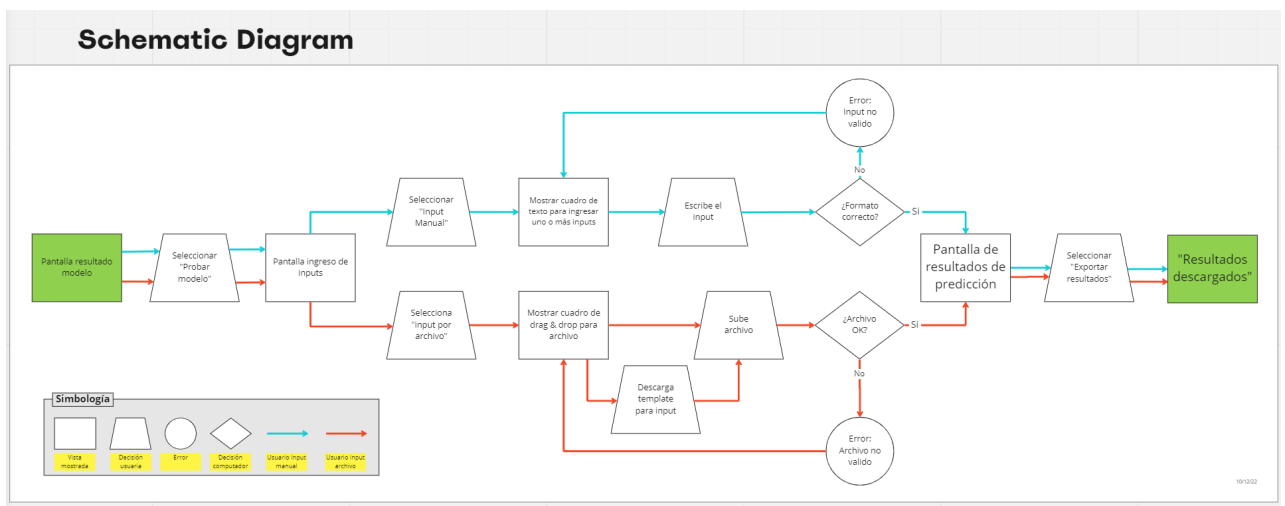 Schematic Diagram
Error:
Input no
valido
No
Seleccionar
"Input
Manual"
Mostrar cuadro de
texto para ingresar
uno o más inputs
Escribe el
input
¿Formato
correcto?
Si
Pantalla resultado
modelo
Seleccionar
"Probar
modelo"
Pantalla ingreso de
inputs
Pantalla de
resultados de
predicción
Seleccionar
"Exportar
resultados"
"Resultados
descargados"
Selecciona
"Input por
archivo"
Mostrar cuadro de
drag & drop para
archivo
Sube
archivo
¿Archivo
OK?
Si
No
Descarga
template
para input
Error:
Archivo no
valido
Simbología
Vista
mostrada
Decisión
usuaria
Error
Decisión
computador
Usuario input
manual
Usuario input
archivo
10/12/22